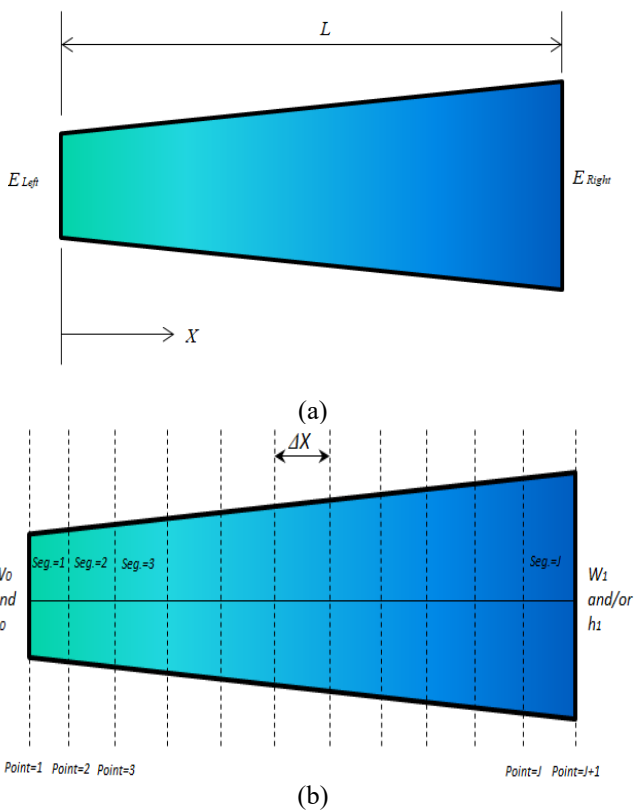 L
E Left
E Right
X
(a)
ΔX
Seg.=1 Seg.=2 Seg.=3 Seg.=J
W1
and/or
h1
Point=1 Point=2 Point=3 Point=J Point=J+1
(b)